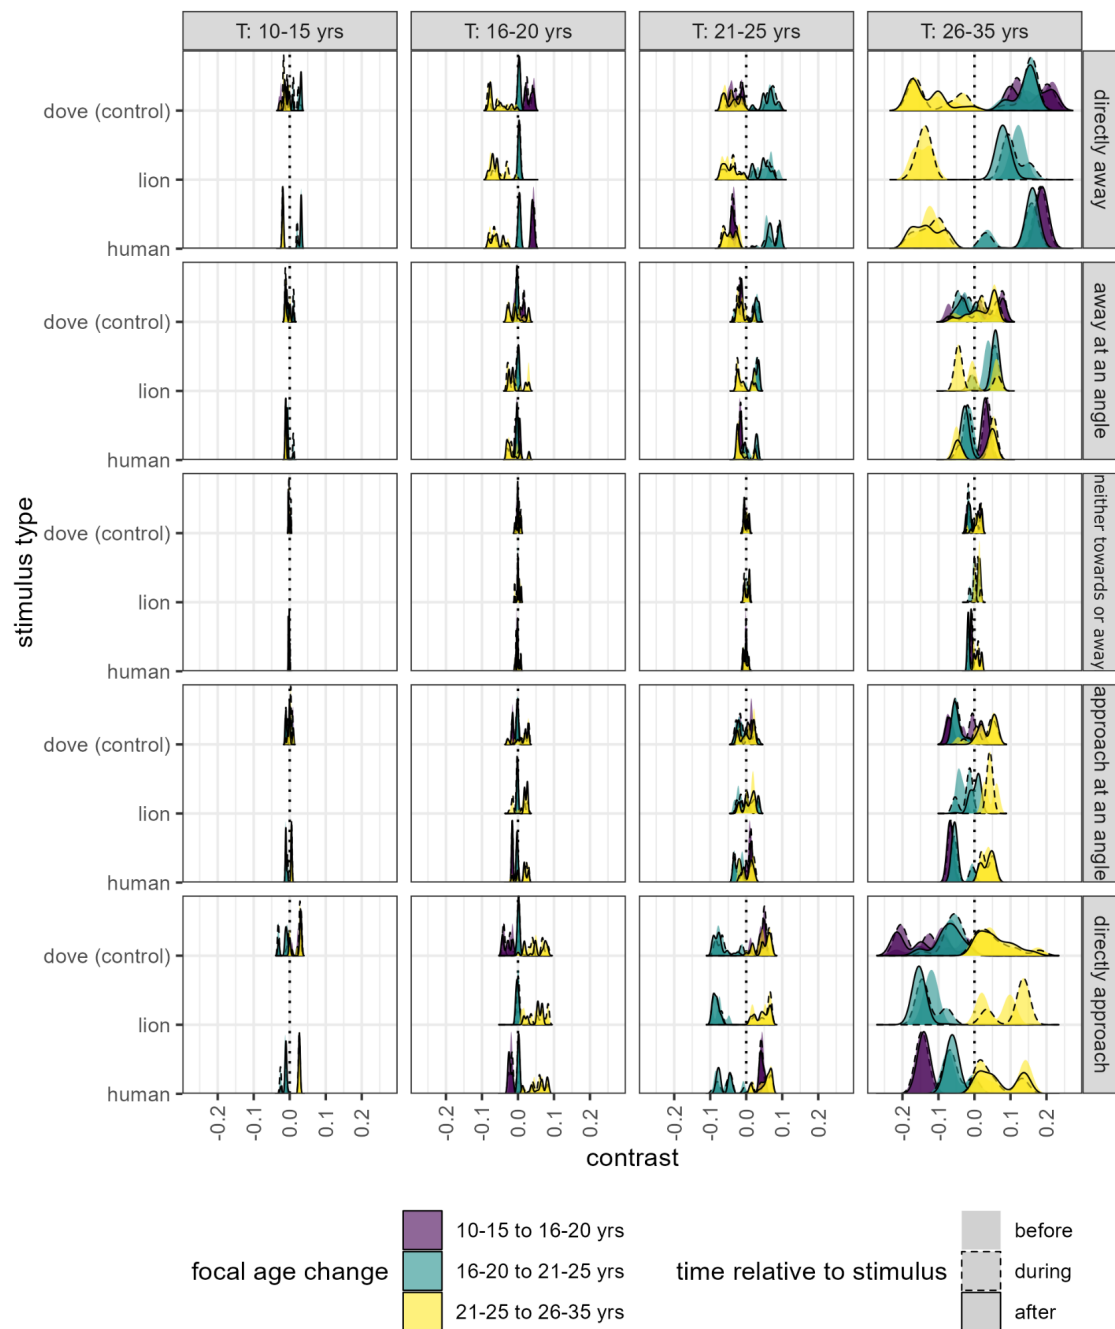 T: 10-15 yrs T: 16-20 yrs T: 21-25 yrs T: 26-35 yrs
stimulus type
dove (control)
lion
human
directly away
dove (control)
lion
human
away at an angle
dove (control)
lion
human
neither towards or away
dove (control)
lion
human
approach at an angle
dove (control)
lion
human
directly approach
-0.2 -0.1 0.0 0.1 0.2 -0.2 -0.1 0.0 0.1 0.2 -0.2 -0.1 0.0 0.1 0.2 -0.2 -0.1 0.0 0.1 0.2
contrast
focal age change
10-15 to 16-20 yrs
16-20 to 21-25 yrs
21-25 to 26-35 yrs
time relative to stimulus
before
during
after